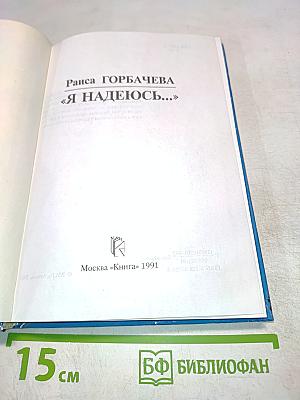 Раиса ГОРБАЧЕВА
«Я НАДЕЮСЬ...»
Москва «Книга» 1991
15 см
БФ БИБЛИОФАН